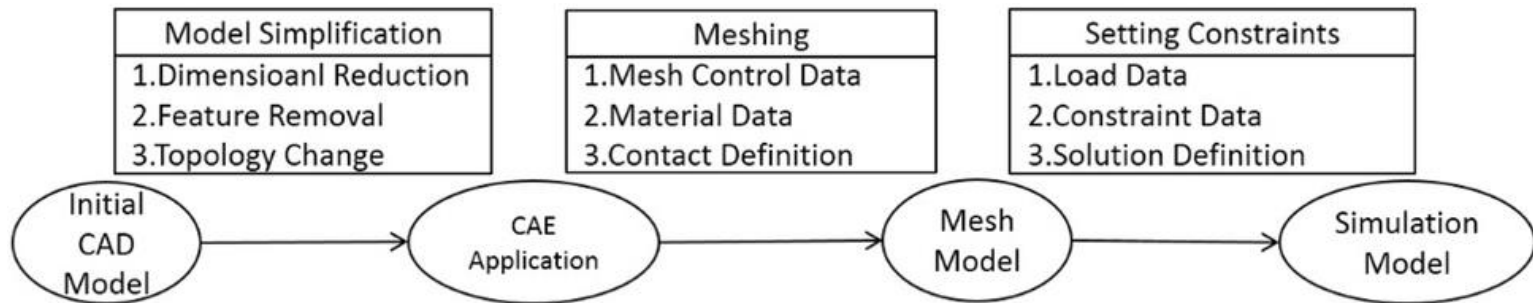 Model Simplification
1.Dimensioanl Reduction
2.Feature Removal
3.Topology Change
Meshing
1.Mesh Control Data
2.Material Data
3.Contact Definition
Setting Constraints
1.Load Data
2.Constraint Data
3.Solution Definition
Initial
CAD
Model
CAE
Application
Mesh
Model
Simulation
Model